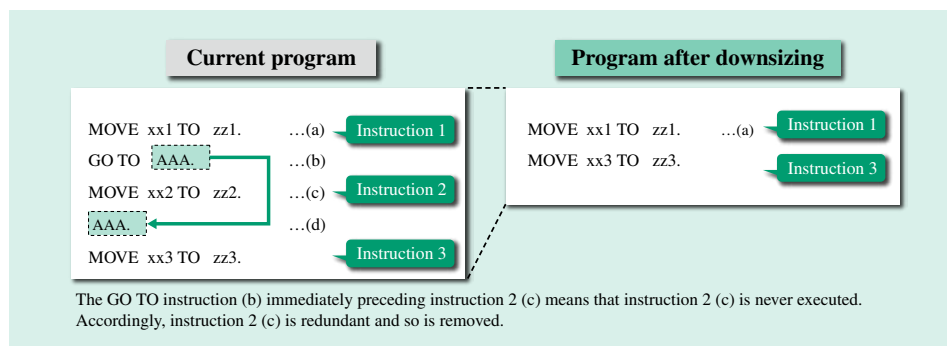 Current program
MOVE xx1 TO zz1. …(a) Instruction 1
GO TO AAA. …(b)
MOVE xx2 TO zz2. …(c) Instruction 2
AAA. …(d)
MOVE xx3 TO zz3. Instruction 3
Program after downsizing
MOVE xx1 TO zz1. …(a) Instruction 1
MOVE xx3 TO zz3. Instruction 3
The GO TO instruction (b) immediately preceding instruction 2 (c) means that instruction 2 (c) is never executed.
Accordingly, instruction 2 (c) is redundant and so is removed.